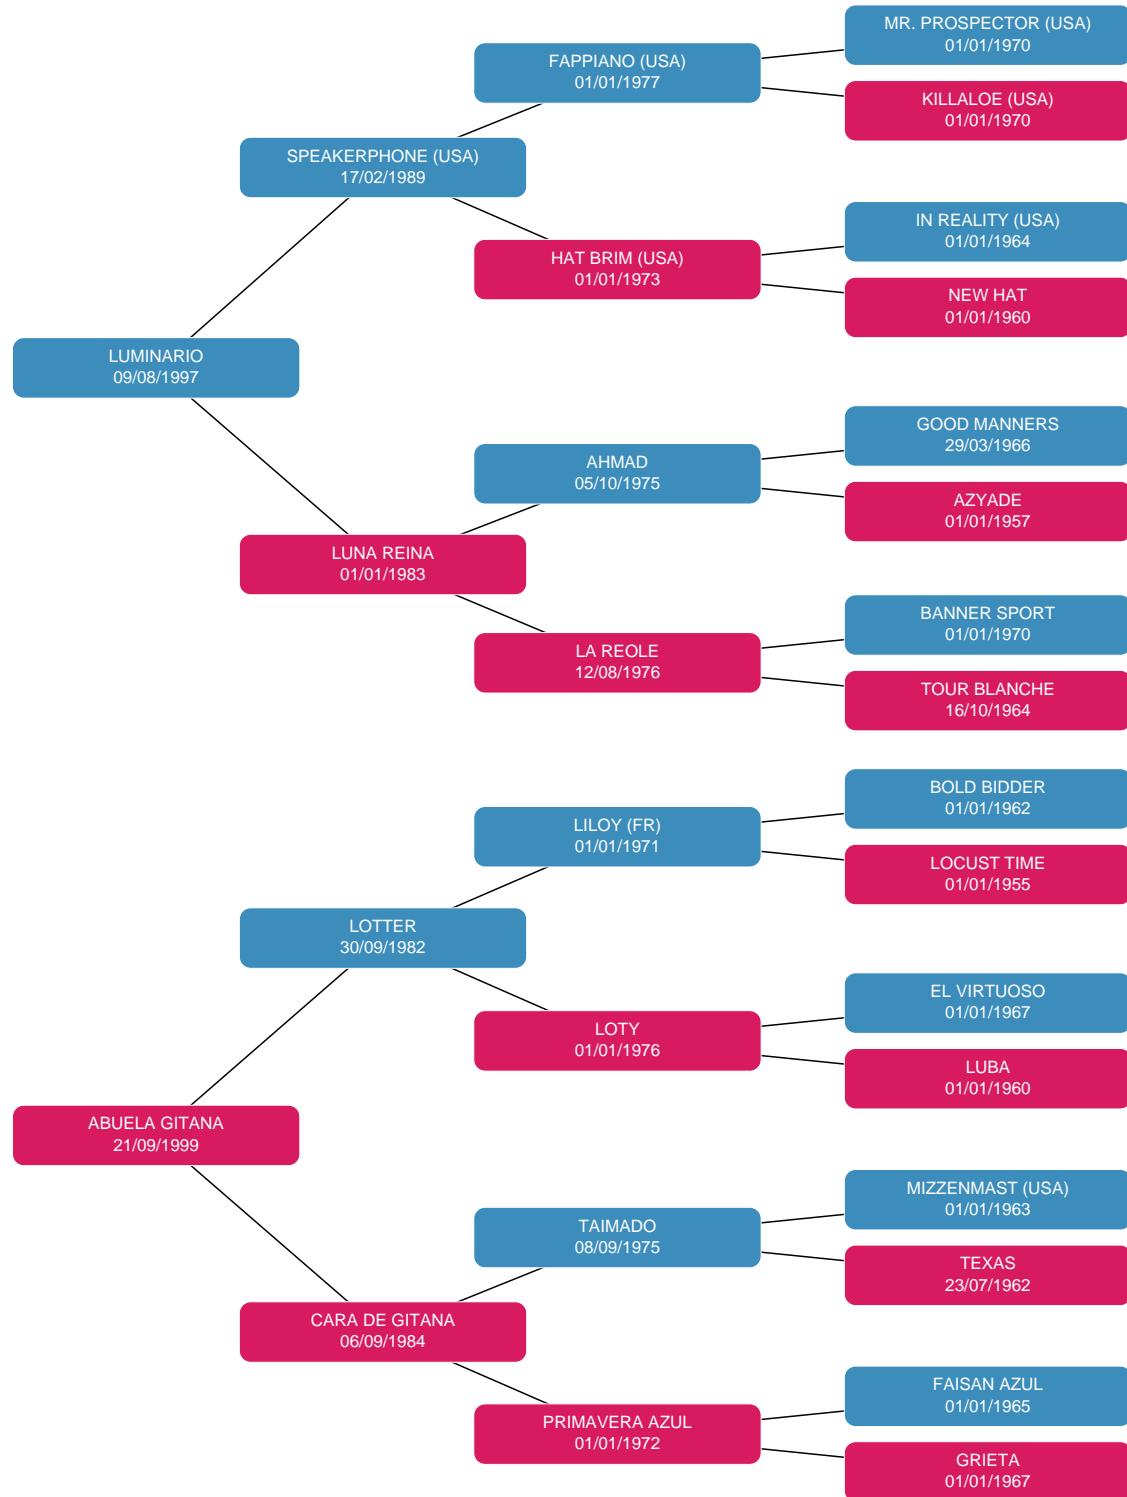 MR. PROSPECTOR (USA)
01/01/1970
FAPPIANO (USA)
01/01/1977
KILLALOE (USA)
01/01/1970
SPEAKERPHONE (USA)
17/02/1989
IN REALITY (USA)
01/01/1964
HAT BRIM (USA)
01/01/1973
NEW HAT
01/01/1960
LUMINARIO
09/08/1997
GOOD MANNERS
29/03/1966
AHMAD
05/10/1975
AZYADE
01/01/1957
LUNA REINA
01/01/1983
BANNER SPORT
01/01/1970
LA REOLE
12/08/1976
TOUR BLANCHE
16/10/1964
BOLD BIDDER
01/01/1962
LILOY (FR)
01/01/1971
LOCUST TIME
01/01/1955
LOTTER
30/09/1982
EL VIRTUOSO
01/01/1967
LOTY
01/01/1976
LUBA
01/01/1960
ABUELA GITANA
21/09/1999
MIZZENMAST (USA)
01/01/1963
TAIMADO
08/09/1975
TEXAS
23/07/1962
CARA DE GITANA
06/09/1984
FAISAN AZUL
01/01/1965
PRIMAVERA AZUL
01/01/1972
GRIETA
01/01/1967